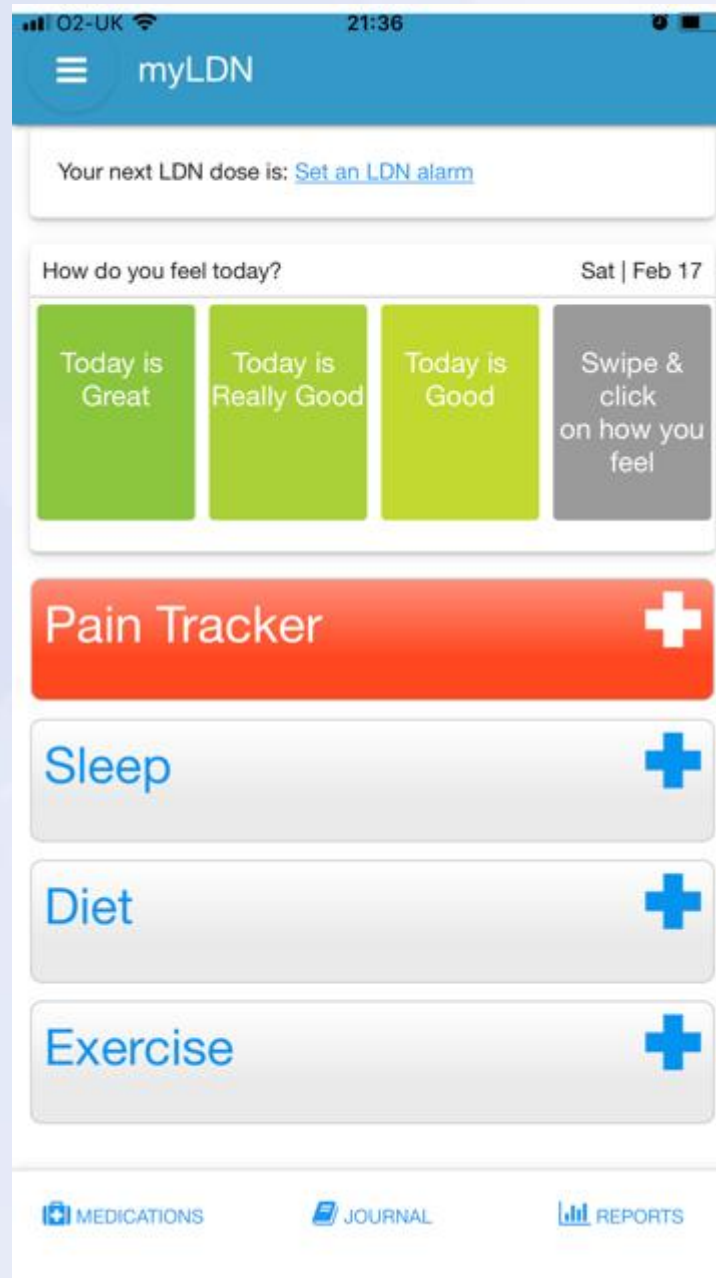 O2-UK 21:36
myLDN
Your next LDN dose is: Set an LDN alarm
How do you feel today? Sat | Feb 17
Today is
Great
Today is
Really Good
Today is
Good
Swipe &
click
on how you
feel
Pain Tracker
Sleep
Diet
Exercise
MEDICATIONS JOURNAL REPORTS